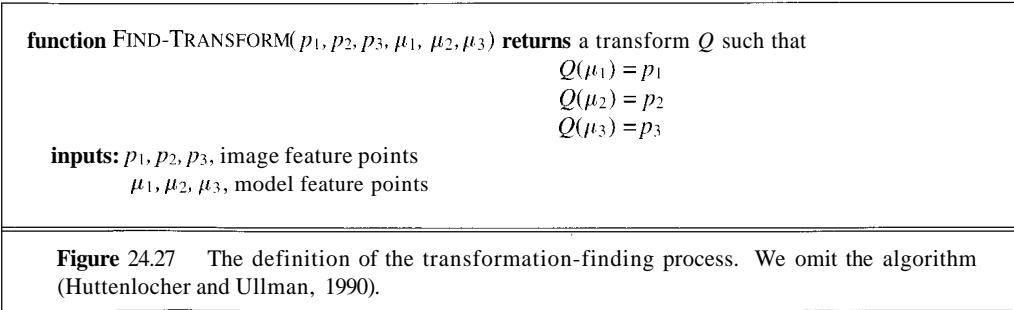 function FIND-TRANSFORM(p1, p2, p3, μ1, μ2, μ3) returns a transform Q such that
Q(μ1) = p1
Q(μ2) = p2
Q(μ3) = p3
inputs: p1, p2, p3, image feature points
μ1, μ2, μ3, model feature points
Figure 24.27 The definition of the transformation-finding process. We omit the algorithm
(Huttenlocher and Ullman, 1990).